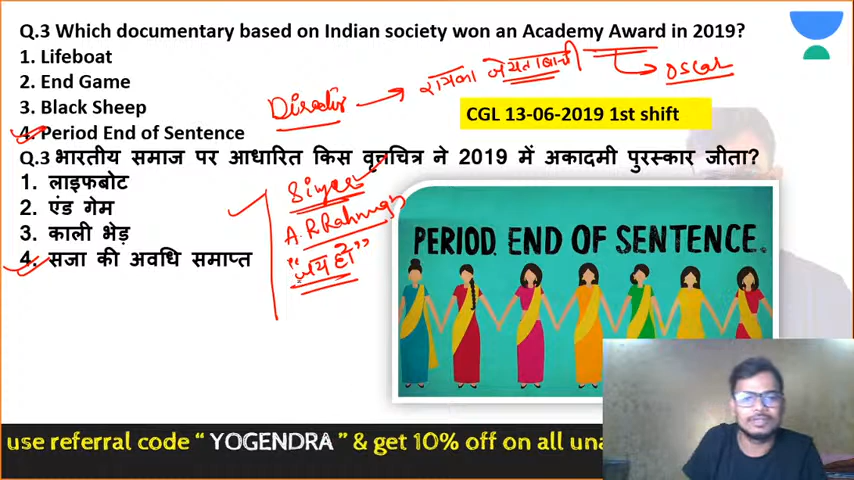 Q.3 Which documentary based on Indian society won an Academy Award in 2019?
1. Lifeboat
2. End Game
3. Black Sheep
4. Period End of Sentence
Director → रायका जेयताबाची
OSCAR
CGL 13-06-2019 1st shift
Q.3 भारतीय समाज पर आधारित किस वृत्तचित्र ने 2019 में अकादमी पुरस्कार जीता?
1. लाइफबोट
2. एंड गेम
3. काली भेड़
4. सजा की अवधि समाप्त
Singer
A.R Rahman
"जय हो"
PERIOD. END OF SENTENCE.
use referral code “ YOGENDRA ” & get 10% off on all una